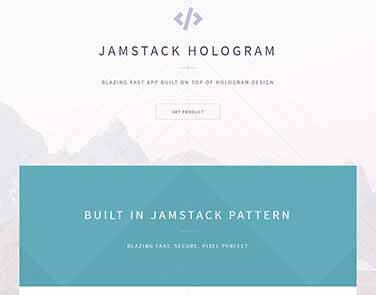 JAMSTACK HOLOGRAM
BLAZING FAST APP BUILT ON TOP OF HOLOGRAM DESIGN
GET PRODUCT
BUILT IN JAMSTACK PATTERN
BLAZING FAST, SECURE, PIXEL PERFECT